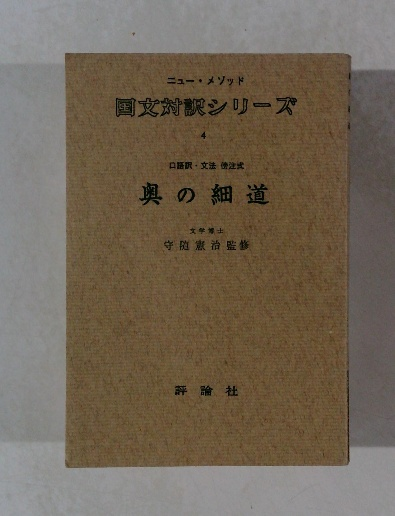 ニュー・メソッド
国文対訳シリーズ
4
口語訳・文法 傍注式
奥の細道
文学博士
守随憲治監修
評論社